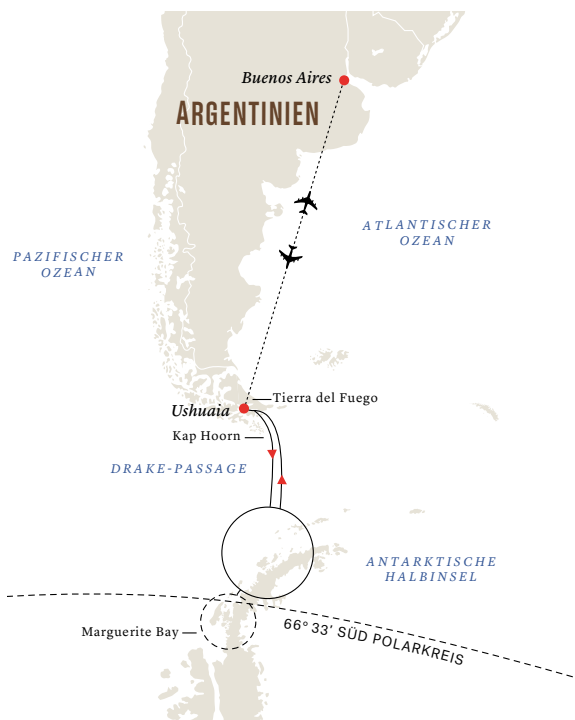 Buenos Aires
ARGENTINIEN
ATLANTISCHER
OZEAN
PAZIFISCHER
OZEAN
Tierra del Fuego
Ushuaia
Kap Hoorn
DRAKE-PASSAGE
ANTARKTISCHE
HALBINSEL
Marguerite Bay
66° 33' SÜD POLARKREIS